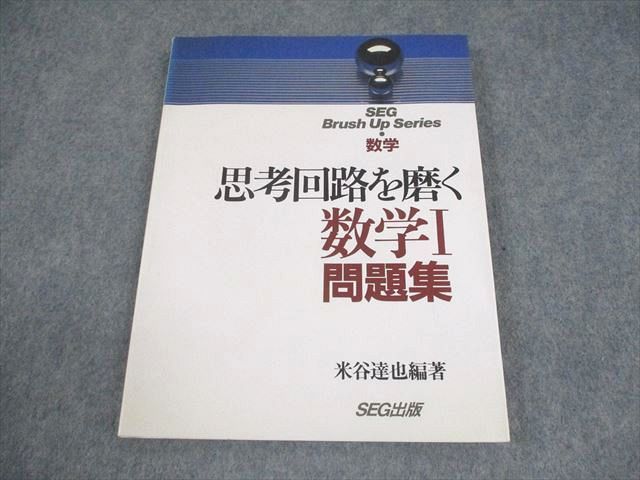 SEG
Brush Up Series
・
数学
思考回路を磨く
数学I
問題集
米谷達也編著
SEG出版